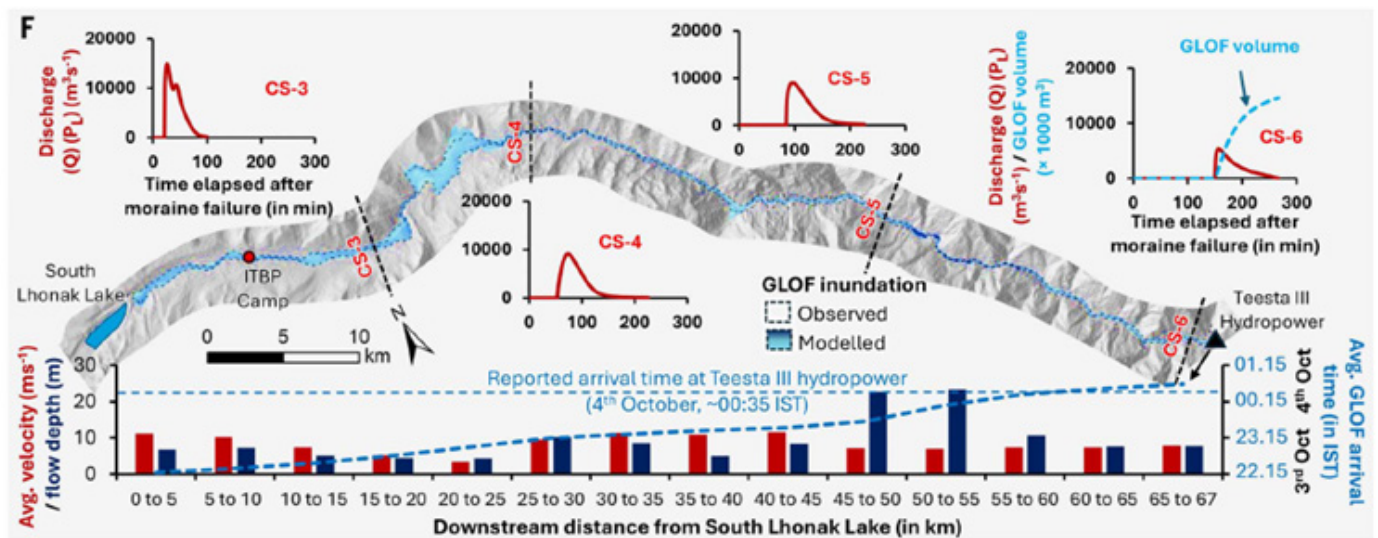 F
Discharge
(Q) (PL) (m³s⁻¹)
20000
10000
0
CS-3
0 100 200 300
Time elapsed after
moraine failure (in min)
CS-3
CS-4
20000
10000
0
CS-4
0 100 200 300
20000
10000
0
CS-5
0 100 200 300
CS-5
Discharge (Q) (PL)
(m³s⁻¹) / GLOF volume
(× 1000 m³)
GLOF volume
20000
10000
0
CS-6
0 100 200 300
Time elapsed after
moraine failure (in min)
CS-6
South
Lhonak Lake
ITBP
Camp
0 5 10
km
N
GLOF inundation
Observed
Modelled
Teesta III
Hydropower
Avg. velocity (ms⁻¹)
/ flow depth (m)
30
20
10
0
Reported arrival time at Teesta III hydropower
(4th October, ~00:35 IST)
01.15
00.15
23.15
22.15
3rd Oct 4th Oct
Avg. GLOF arrival
time (in IST)
0 to 5 5 to 10 10 to 15 15 to 20 20 to 25 25 to 30 30 to 35 35 to 40 40 to 45 45 to 50 50 to 55 55 to 60 60 to 65 65 to 67
Downstream distance from South Lhonak Lake (in km)